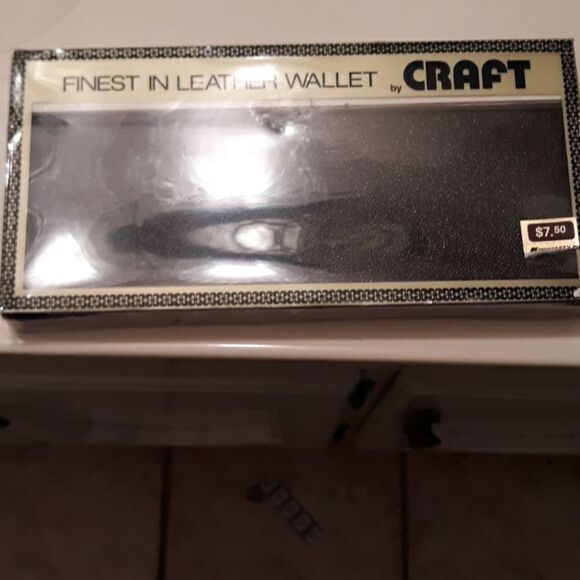 FINEST IN LEATHER WALLET by CRAFT
$7.50